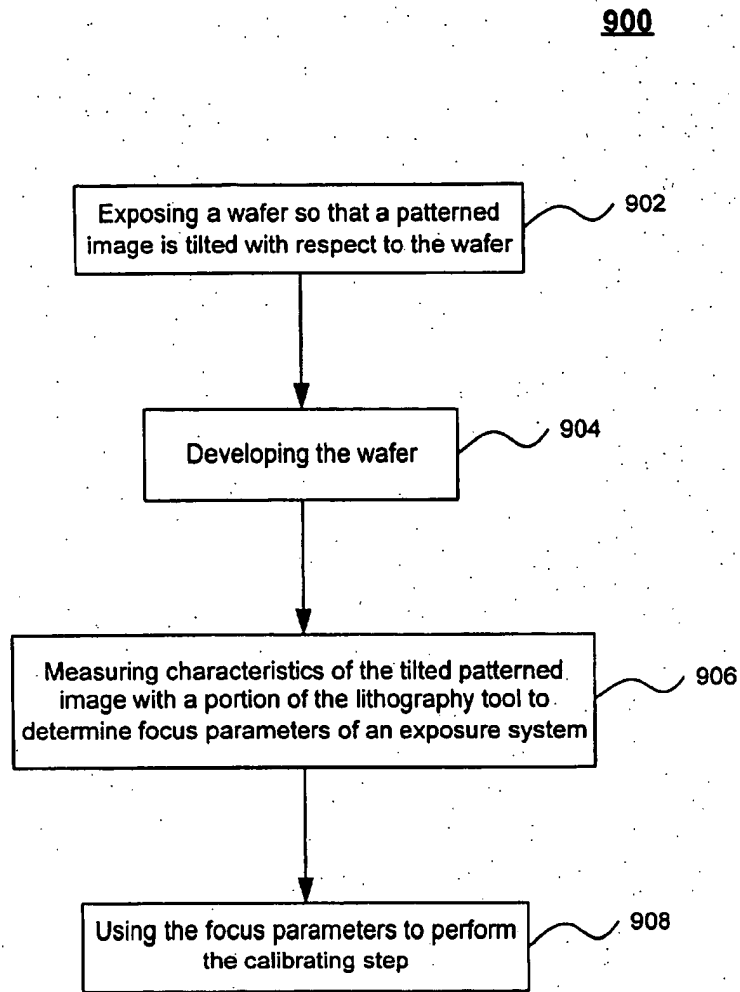 900
Exposing a wafer so that a patterned
image is tilted with respect to the wafer
902
Developing the wafer
904
Measuring characteristics of the tilted patterned
image with a portion of the lithography tool to
determine focus parameters of an exposure system
906
Using the focus parameters to perform
the calibrating step
908